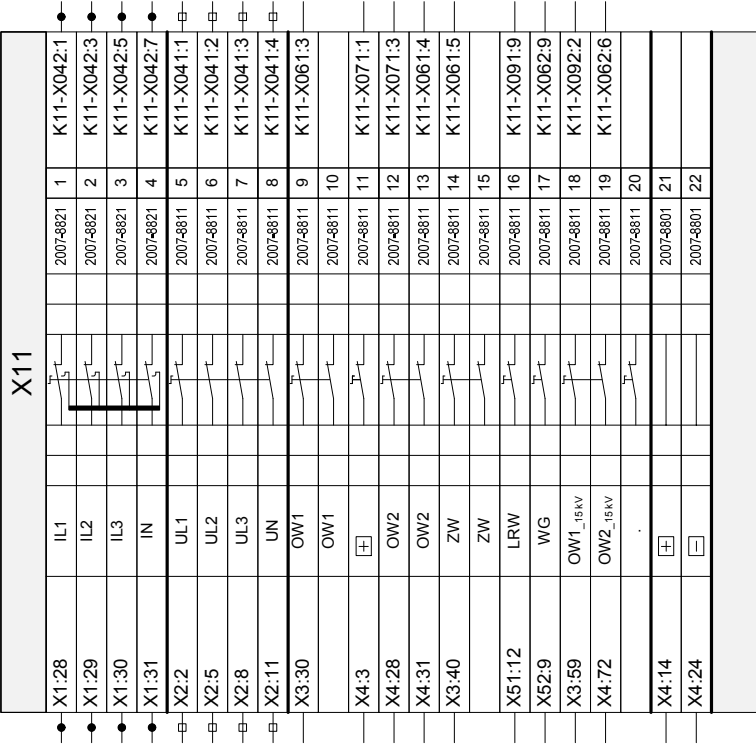 X11
K11-X042:1 1 2007-8821 IL1 X1:28
K11-X042:3 2 2007-8821 IL2 X1:29
K11-X042:5 3 2007-8821 IL3 X1:30
K11-X042:7 4 2007-8821 IN X1:31
K11-X041:1 5 2007-8811 UL1 X2:2
K11-X041:2 6 2007-8811 UL2 X2:5
K11-X041:3 7 2007-8811 UL3 X2:8
K11-X041:4 8 2007-8811 UN X2:11
K11-X061:3 9 2007-8811 OW1 X3:30
10 2007-8811 OW1
K11-X071:1 11 2007-8811 + X4:3
K11-X071:3 12 2007-8811 OW2 X4:28
K11-X061:4 13 2007-8811 OW2 X4:31
K11-X061:5 14 2007-8811 ZW X3:40
15 2007-8811 ZW
K11-X091:9 16 2007-8811 LRW X51:12
K11-X062:9 17 2007-8811 WG X52:9
K11-X092:2 18 2007-8811 OW1_15kV X3:59
K11-X062:6 19 2007-8811 OW2_15kV X4:72
20 2007-8811 .
21 2007-8801 + X4:14
22 2007-8801 − X4:24